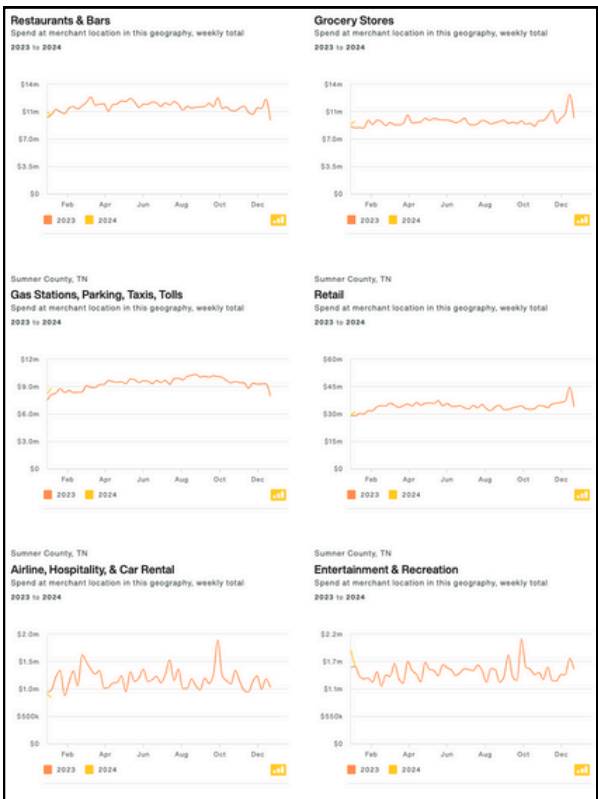 Restaurants & Bars
Spend at merchant location in this geography, weekly total
2023 to 2024
$14m
$11m
$7.0m
$3.5m
$0
Feb Apr Jun Aug Oct Dec
2023 2024
Grocery Stores
Spend at merchant location in this geography, weekly total
2023 to 2024
$14m
$11m
$7.0m
$3.5m
$0
Feb Apr Jun Aug Oct Dec
2023 2024
Sumner County, TN
Gas Stations, Parking, Taxis, Tolls
Spend at merchant location in this geography, weekly total
2023 to 2024
$12m
$9.0m
$6.0m
$3.0m
$0
Feb Apr Jun Aug Oct Dec
2023 2024
Sumner County, TN
Retail
Spend at merchant location in this geography, weekly total
2023 to 2024
$60m
$45m
$30m
$15m
$0
Feb Apr Jun Aug Oct Dec
2023 2024
Sumner County, TN
Airline, Hospitality, & Car Rental
Spend at merchant location in this geography, weekly total
2023 to 2024
$2.0m
$1.5m
$1.0m
$500k
$0
Feb Apr Jun Aug Oct Dec
2023 2024
Sumner County, TN
Entertainment & Recreation
Spend at merchant location in this geography, weekly total
2023 to 2024
$2.2m
$1.7m
$1.1m
$550k
$0
Feb Apr Jun Aug Oct Dec
2023 2024